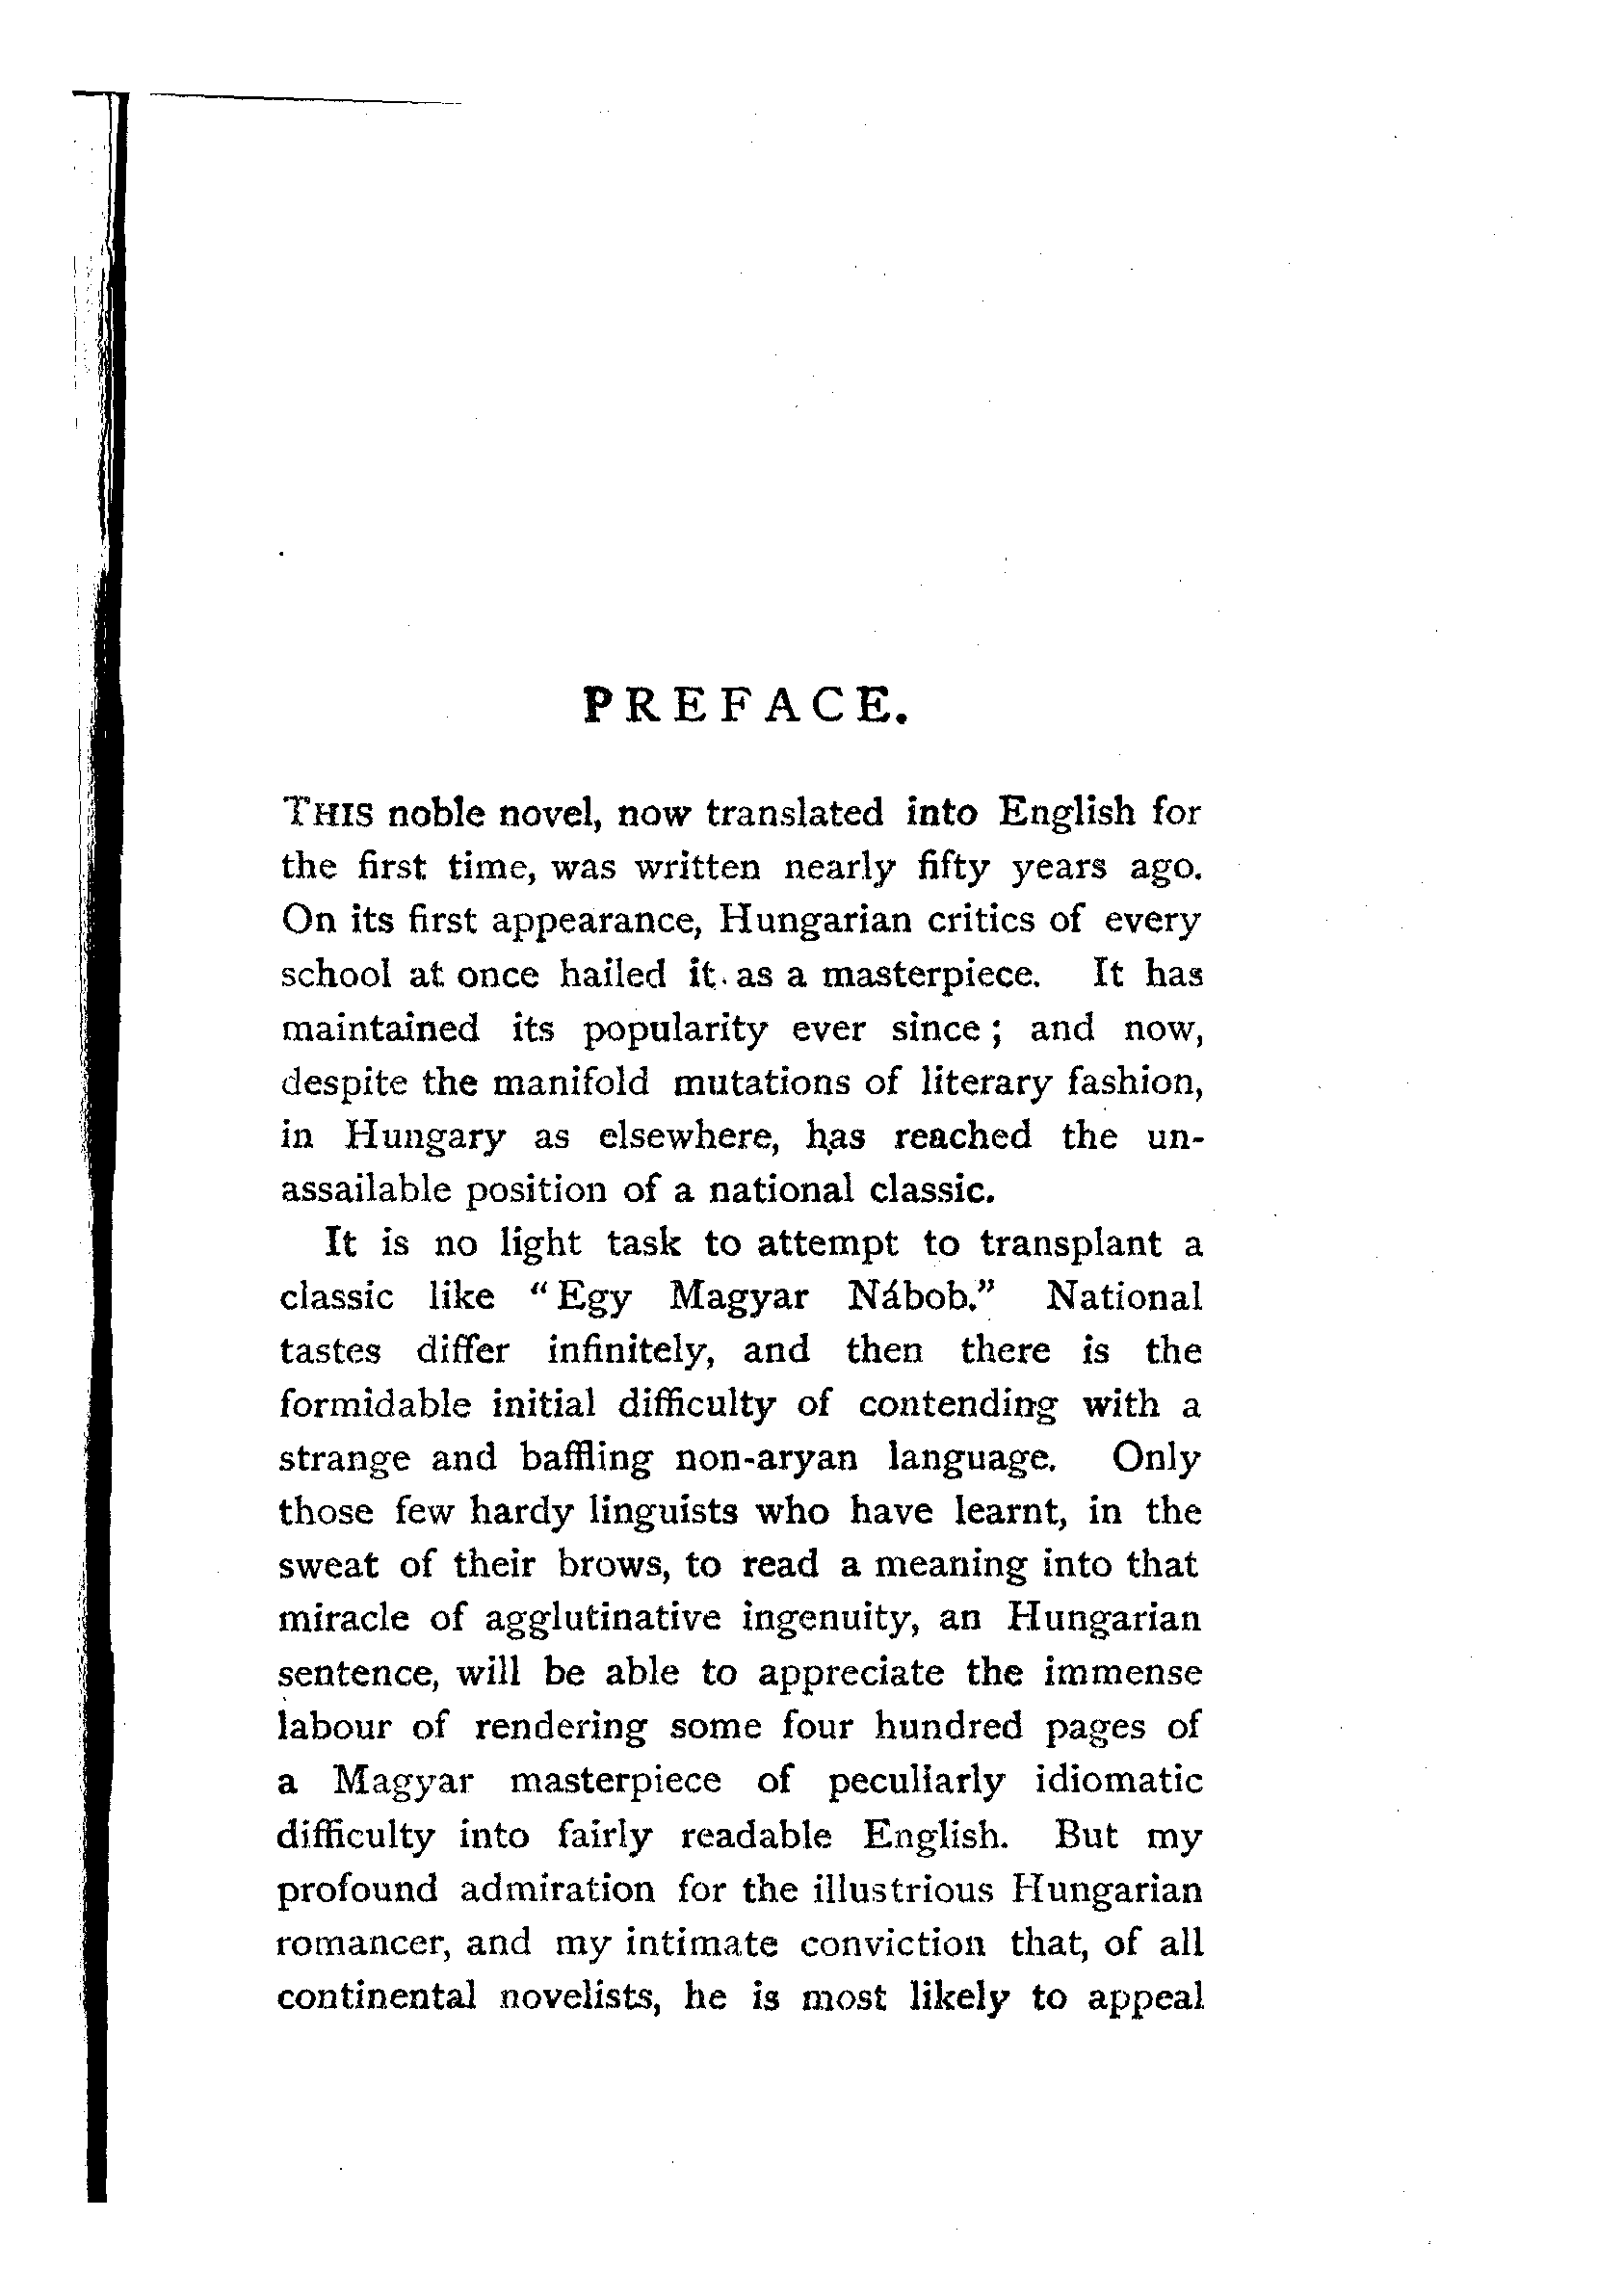 PREFACE.
THIS noble novel, now translated into English for
the first time, was written nearly fifty years ago.
On its first appearance, Hungarian critics of every
school at once hailed it as a masterpiece. It has
maintained its popularity ever since; and now,
despite the manifold mutations of literary fashion,
in Hungary as elsewhere, has reached the un-
assailable position of a national classic.
It is no light task to attempt to transplant a
classic like "Egy Magyar Nábob." National
tastes differ infinitely, and then there is the
formidable initial difficulty of contending with a
strange and baffling non-aryan language. Only
those few hardy linguists who have learnt, in the
sweat of their brows, to read a meaning into that
miracle of agglutinative ingenuity, an Hungarian
sentence, will be able to appreciate the immense
labour of rendering some four hundred pages of
a Magyar masterpiece of peculiarly idiomatic
difficulty into fairly readable English. But my
profound admiration for the illustrious Hungarian
romancer, and my intimate conviction that, of all
continental novelists, he is most likely to appeal